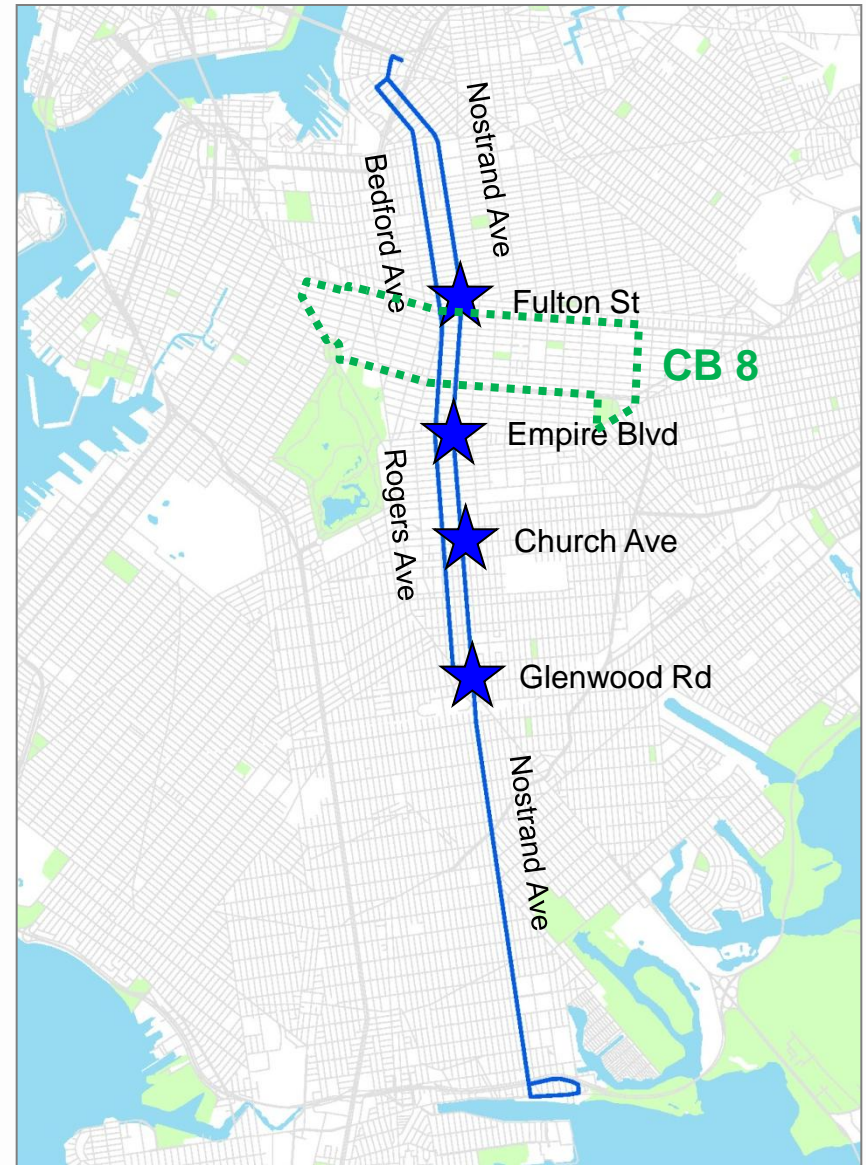 Nostrand Ave
Bedford Ave
Fulton St
CB 8
Empire Blvd
Rogers Ave
Church Ave
Glenwood Rd
Nostrand Ave